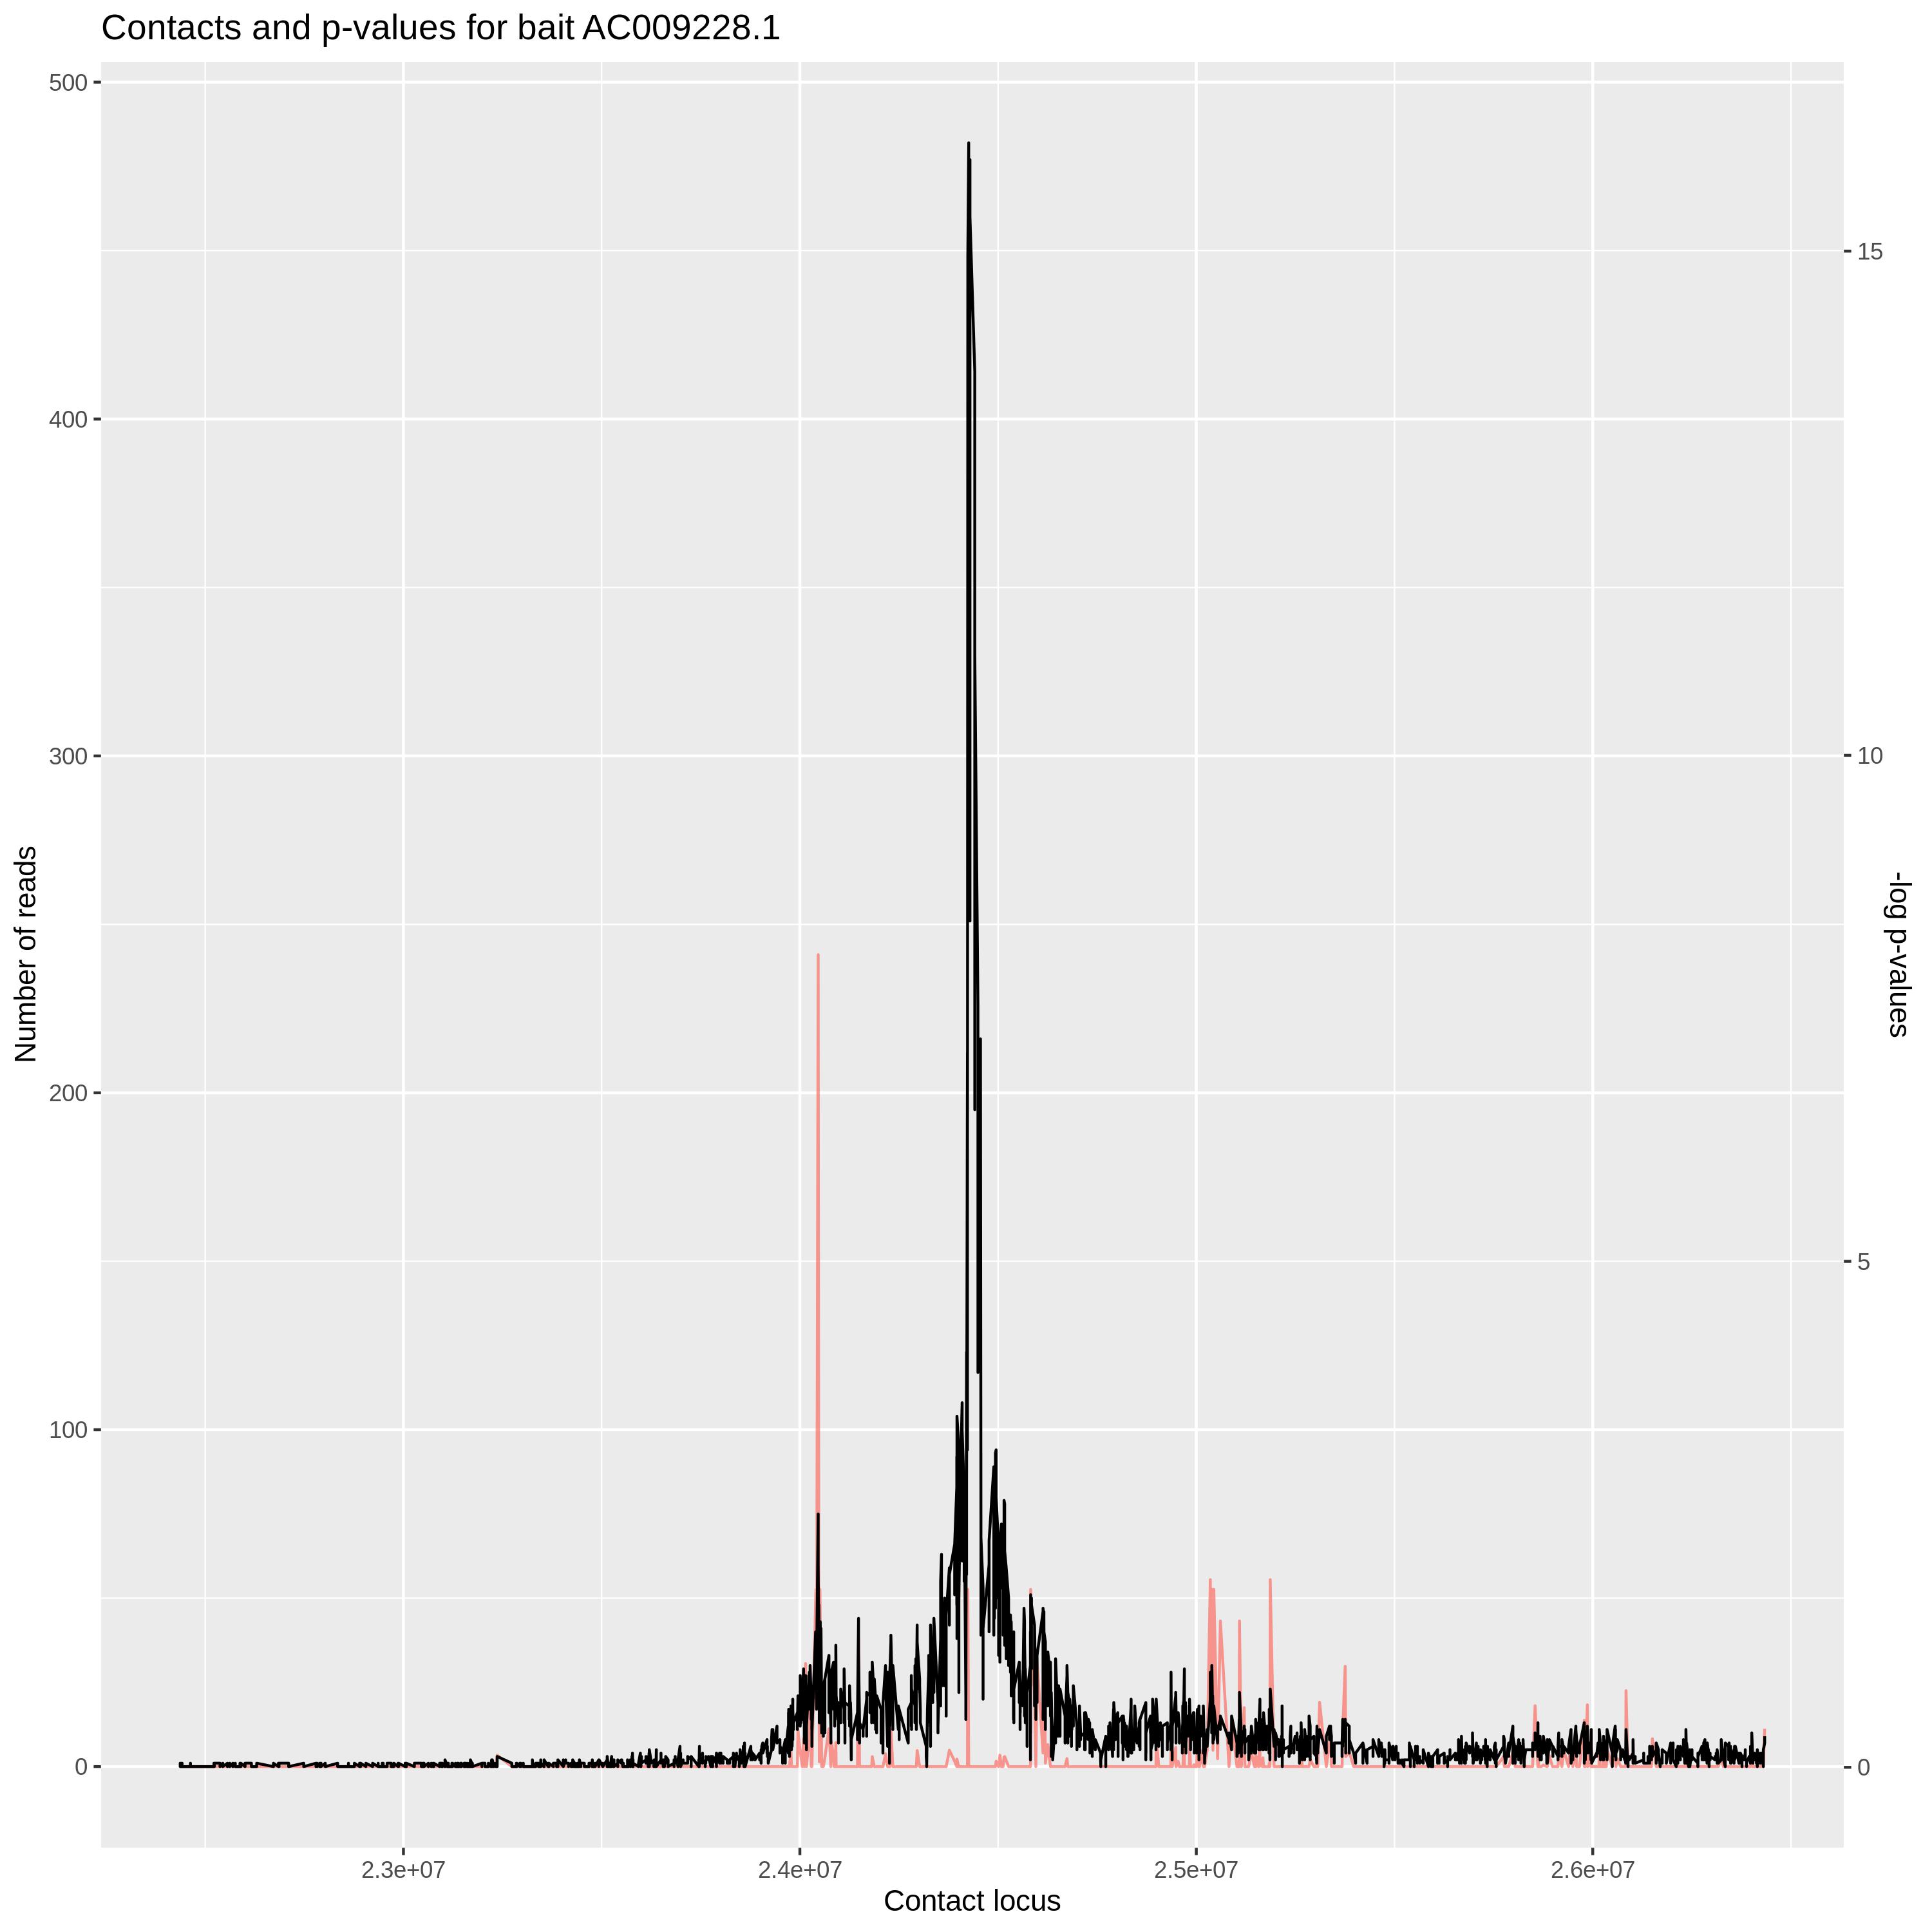 Contacts and p-values for bait AC009228.1
500
400
300
200
100
0
Number of reads
15
10
5
0
-log p-values
2.3e+07
2.4e+07
2.5e+07
2.6e+07
Contact locus